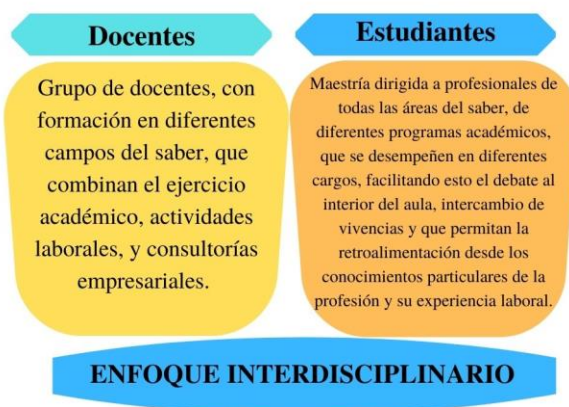 Docentes
Grupo de docentes, con
formación en diferentes
campos del saber, que
combinan el ejercicio
académico, actividades
laborales, y consultorías
empresariales.
Estudiantes
Maestría dirigida a profesionales de
todas las áreas del saber, de
diferentes programas académicos,
que se desempeñen en diferentes
cargos, facilitando esto el debate al
interior del aula, intercambio de
vivencias y que permitan la
retroalimentación desde los
conocimientos particulares de la
profesión y su experiencia laboral.
ENFOQUE INTERDISCIPLINARIO